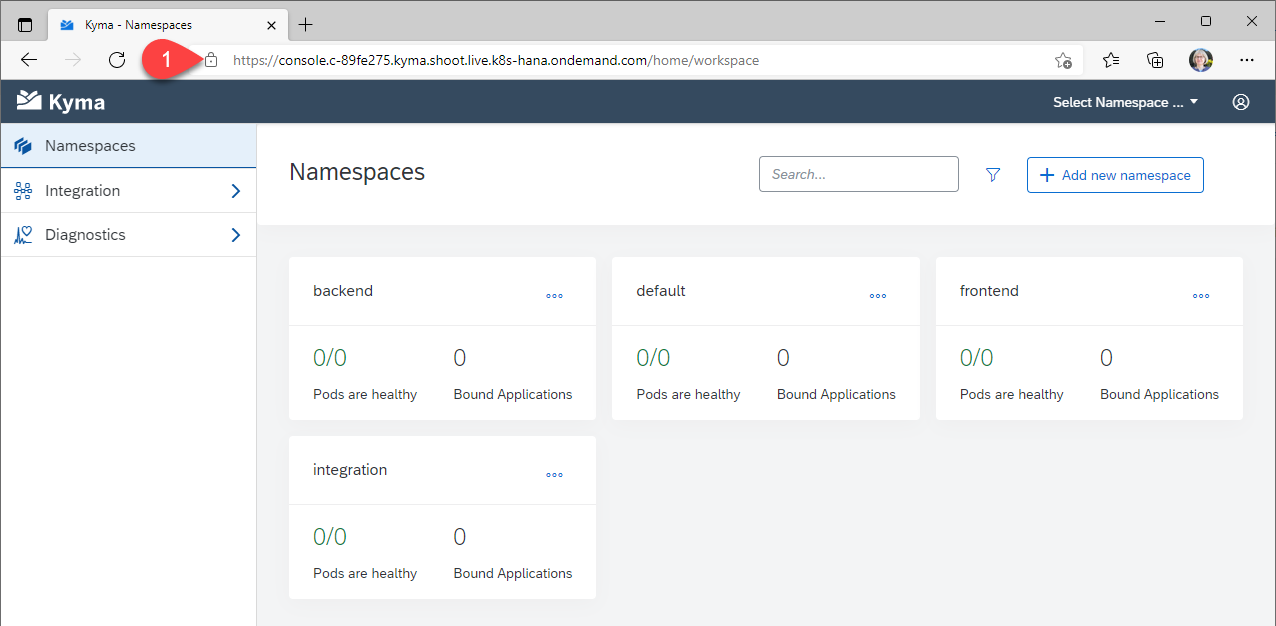 Kyma - Namespaces
1
https://console.c-89fe275.kyma.shoot.live.k8s-hana.ondemand.com/home/workspace
Kyma
Select Namespace ...
Namespaces
Integration
Diagnostics
Namespaces
Search...
Add new namespace
backend
0/0
0
Pods are healthy
Bound Applications
default
0/0
0
Pods are healthy
Bound Applications
frontend
0/0
0
Pods are healthy
Bound Applications
integration
0/0
0
Pods are healthy
Bound Applications